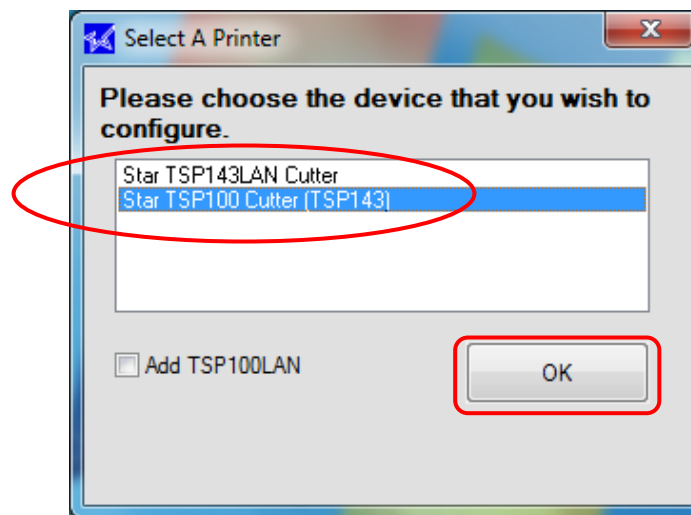 Select A Printer
Please choose the device that you wish to
configure.
Star TSP143LAN Cutter
Star TSP100 Cutter (TSP143)
Add TSP100LAN
OK